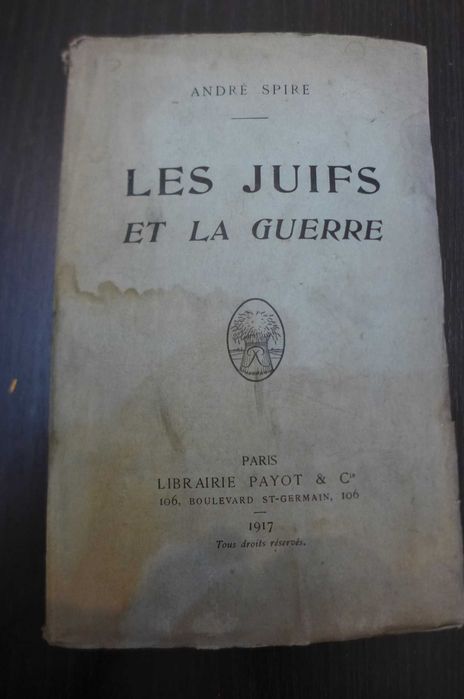 ANDRÉ SPIRE
LES JUIFS
ET LA GUERRE
PARIS
LIBRAIRIE PAYOT & Cie
106, BOULEVARD ST-GERMAIN, 106
1917
Tous droits réservés.